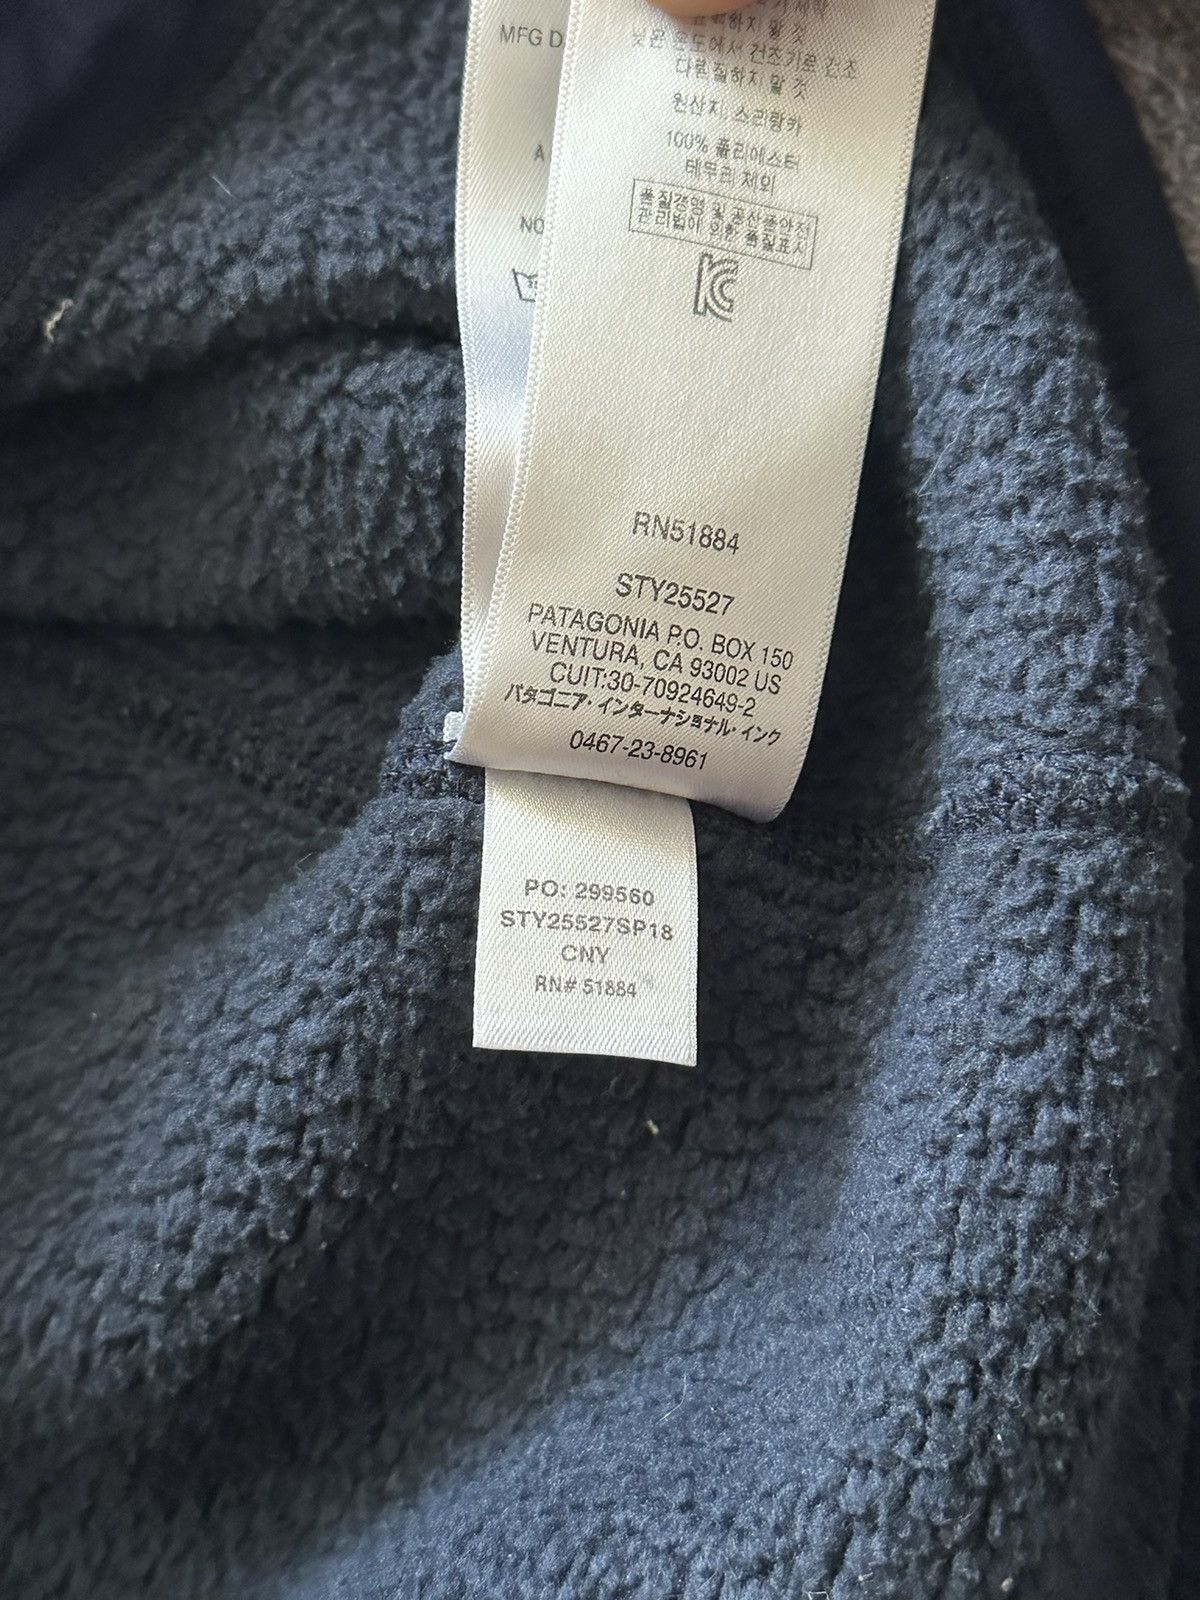 MFG D
A
NO
표백하지 말 것
낮은 온도에서 건조기로 건조
다림질하지 말 것
원산지: 스리랑카
100% 폴리에스터
테두리 제외
품질경영 및 공산품안전
관리법에 의한 품질표시
RN51884
STY25527
PATAGONIA P.O. BOX 150
VENTURA, CA 93002 US
CUIT:30-70924649-2
パタゴニア・インターナショナル・インク
0467-23-8961
PO: 299560
STY25527SP18
CNY
RN# 51884